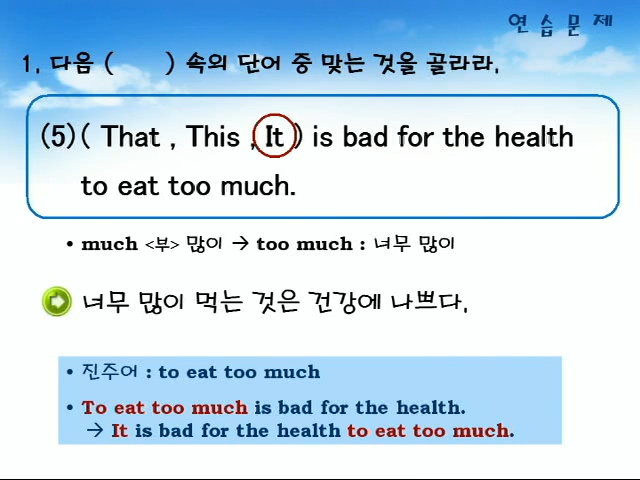 연습문제
1. 다음 (      ) 속의 단어 중 맞는 것을 골라라.
(5) ( That , This , It ) is bad for the health
to eat too much.
• much <부> 많이 → too much : 너무 많이
너무 많이 먹는 것은 건강에 나쁘다.
• 진주어 : to eat too much
• To eat too much is bad for the health.
→ It is bad for the health to eat too much.